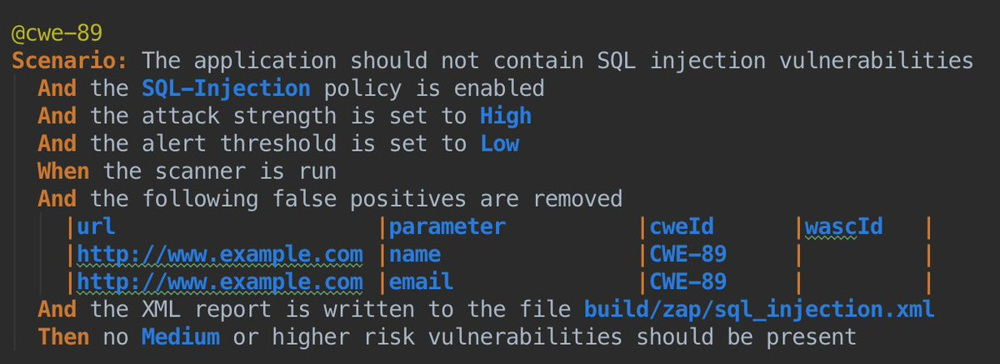 @cwe-89
Scenario: The application should not contain SQL injection vulnerabilities
And the SQL-Injection policy is enabled
And the attack strength is set to High
And the alert threshold is set to Low
When the scanner is run
And the following false positives are removed
|url |parameter |cweId |wascId |
|http://www.example.com |name |CWE-89 | |
|http://www.example.com |email |CWE-89 | |
And the XML report is written to the file build/zap/sql_injection.xml
Then no Medium or higher risk vulnerabilities should be present